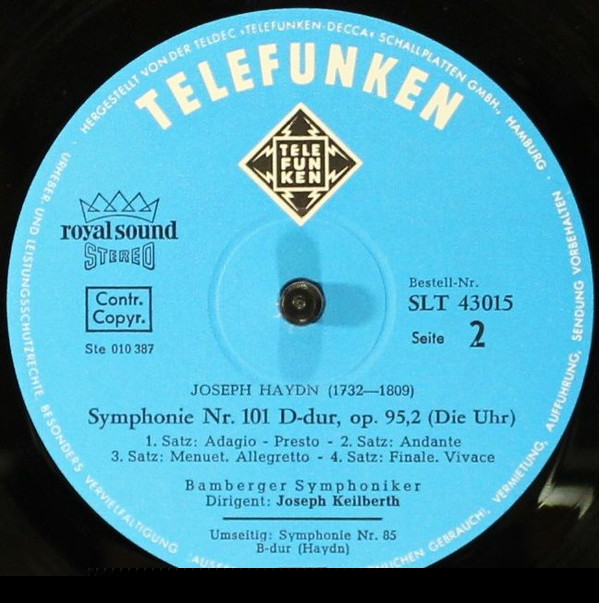 · HERGESTELLT VON DER TELDEC »TELEFUNKEN-DECCA« SCHALLPLATTEN GMBH., HAMBURG ·
TELEFUNKEN
TELE
FUN
KEN
royal sound
STEREO
Contr.
Copyr.
Ste 010 387
Bestell-Nr.
SLT 43015
Seite 2
JOSEPH HAYDN (1732—1809)
Symphonie Nr. 101 D-dur, op. 95,2 (Die Uhr)
1. Satz: Adagio - Presto - 2. Satz: Andante
3. Satz: Menuet. Allegretto - 4. Satz: Finale. Vivace
Bamberger Symphoniker
Dirigent: Joseph Keilberth
Umseitig: Symphonie Nr. 85
B-dur (Haydn)
URHEBER- UND LEISTUNGSSCHUTZRECHTE, BESONDERS VERVIELFÄLTIGUNG
VERMIETUNG, AUFFÜHRUNG, SENDUNG VORBEHALTEN